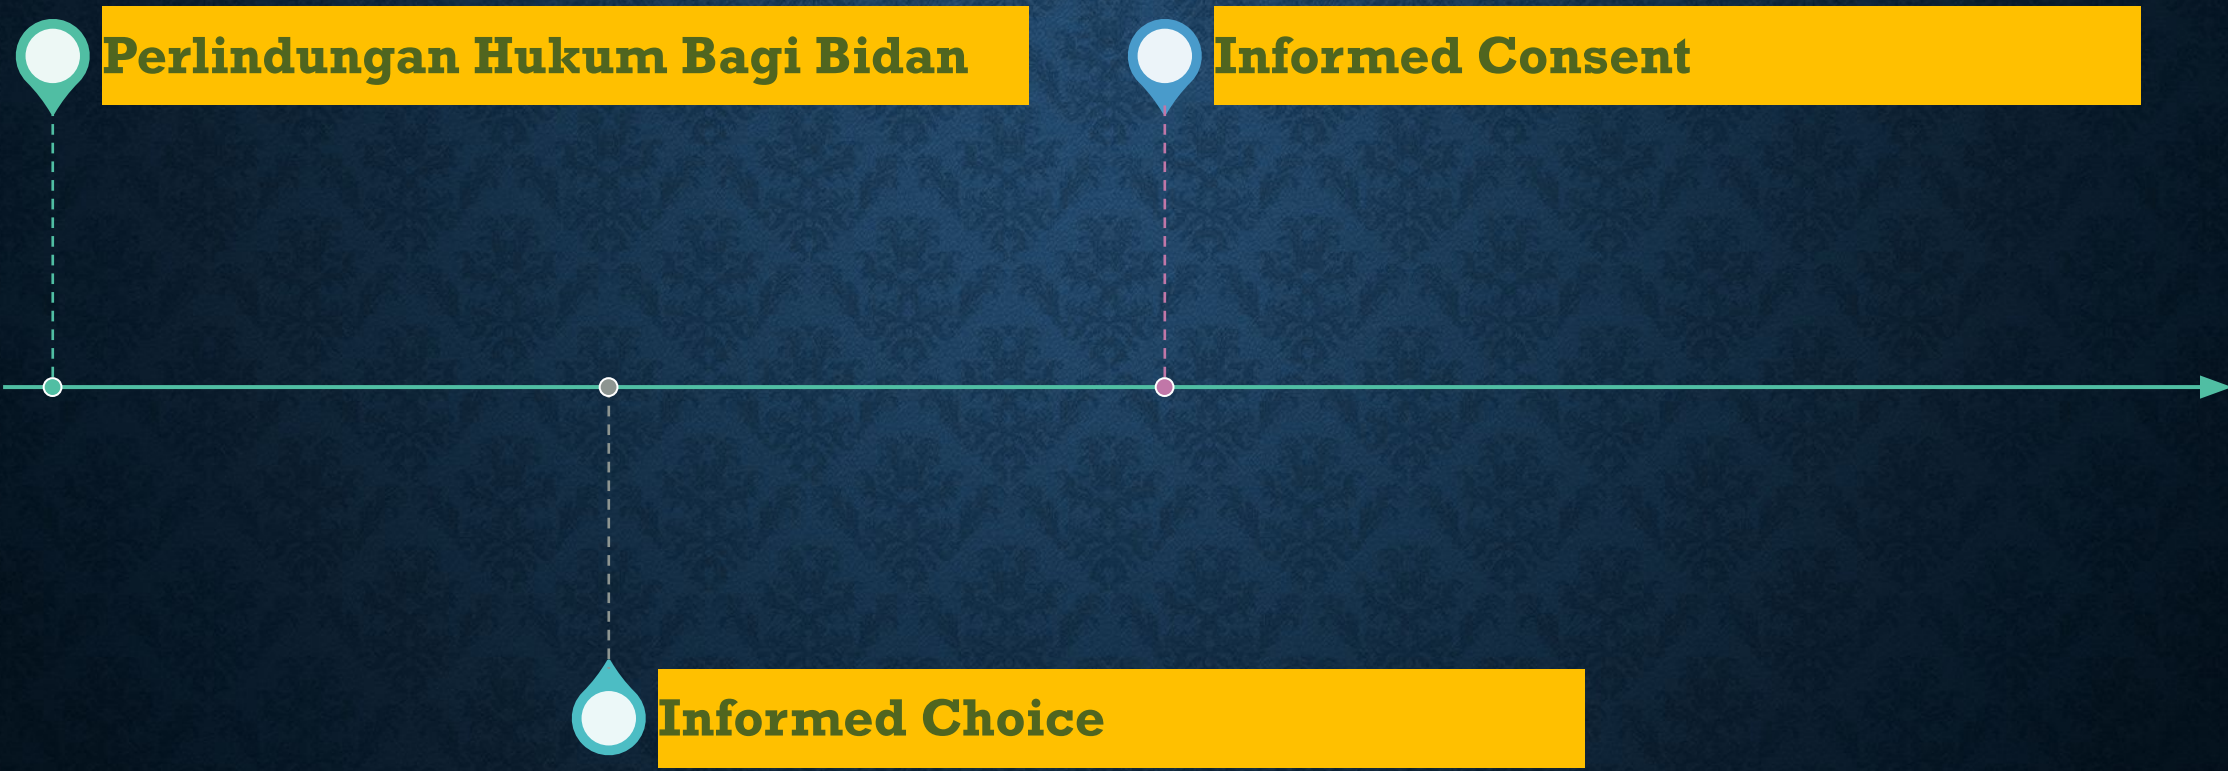 Perlindungan Hukum Bagi Bidan
Informed Choice
Informed Consent